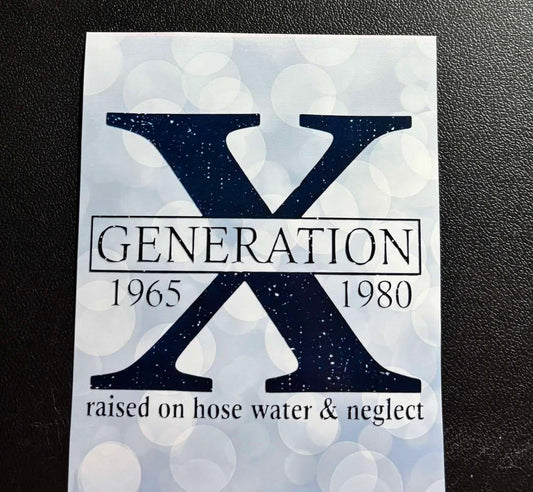 X
GENERATION
1965 1980
raised on hose water & neglect